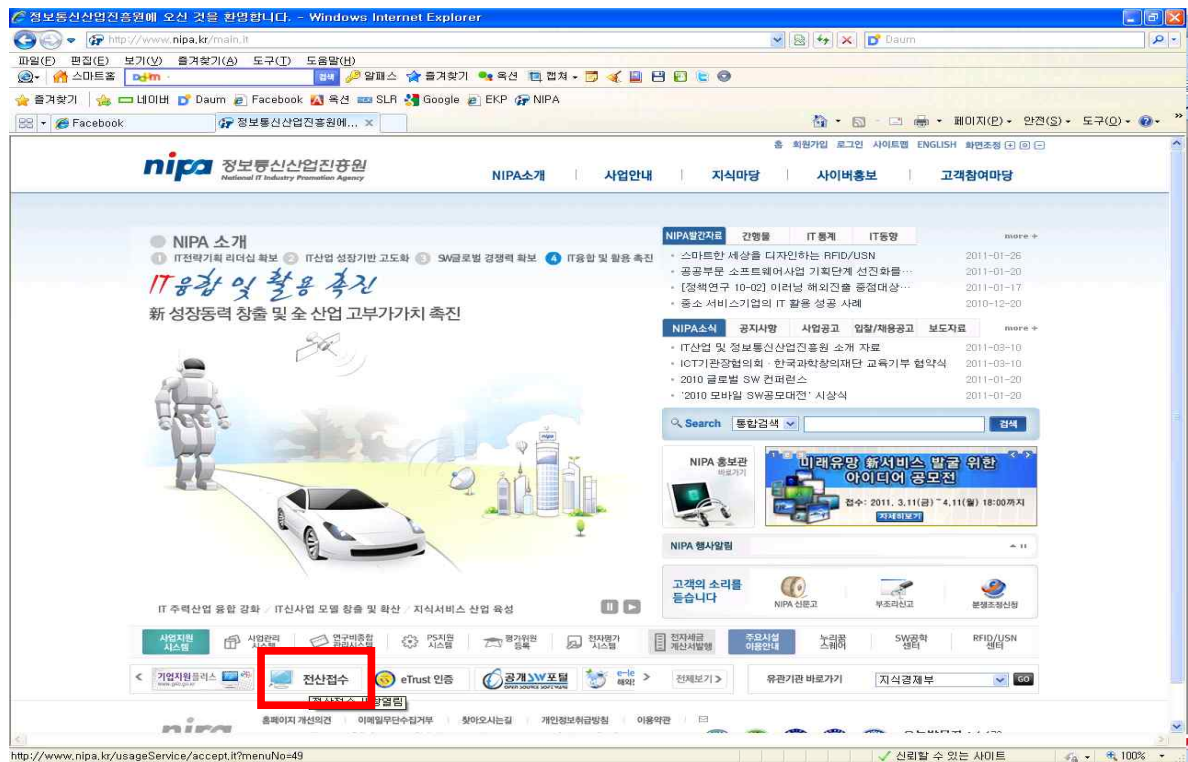 정보통신산업진흥원에 오신 것을 환영합니다. - Windows Internet Explorer
http://www.nipa.kr/main.it
Daum
파일(F) 편집(E) 보기(V) 즐겨찾기(A) 도구(T) 도움말(H)
스마트홈 검색 알패스 즐겨찾기 옥션 캡쳐
즐겨찾기 네이버 Daum Facebook 옥션 SLR Google EKP NIPA
Facebook 정보통신산업진흥원에... 페이지(P) 안전(S) 도구(O)
홈 회원가입 로그인 사이트맵 ENGLISH 화면조정
nipa 정보통신산업진흥원
National IT Industry Promotion Agency
NIPA소개 사업안내 지식마당 사이버홍보 고객참여마당
NIPA 소개
1 IT전략기획 리더십 확보 2 IT산업 성장기반 고도화 3 SW글로벌 경쟁력 확보 4 IT융합 및 활용 촉진
IT융합 및 활용 촉진
新 성장동력 창출 및 全 산업 고부가가치 촉진
nipa
IT 주력산업 융합 강화 / IT신사업 모델 창출 및 확산 / 지식서비스 산업 육성
NIPA발간자료 간행물 IT 통계 IT동향 more +
스마트한 세상을 디자인하는 RFID/USN 2011-01-26
공공부문 소프트웨어사업 기획단계 선진화를… 2011-01-20
[정책연구 10-02] 이러닝 해외진출 중점대상… 2011-01-17
중소 서비스기업의 IT 활용 성공 사례 2010-12-20
NIPA소식 공지사항 사업공고 입찰/채용공고 보도자료 more +
IT산업 및 정보통신산업진흥원 소개 자료 2011-03-10
ICT기관장협의회 · 한국과학창의재단 교육기부 협약식 2011-03-10
2010 글로벌 SW 컨퍼런스 2011-01-20
'2010 모바일 SW공모대전' 시상식 2011-01-20
Search 통합검색 검색
NIPA 홍보관
바로가기
미래유망 新서비스 발굴 위한
아이디어 공모전
접수: 2011. 3.11(금) ~ 4.11(월) 18:00까지
자세히보기
NIPA 행사알림
고객의 소리를
듣습니다
NIPA 신문고 부조리신고 분쟁조정신청
사업지원
시스템
사업관리
시스템
연구비종합
관리시스템
PS지원
시스템
평가위원
등록
전자평가
시스템
전자세금
계산서발행
주요시설
이용안내
누리꿈
스퀘어
SW공학
센터
RFID/USN
센터
기업지원플러스 전산접수 eTrust 인증 공개SW포털 e-le
OPEN SOURCE SOFTWARE 해외
전체보기 유관기관 바로가기 지식경제부 GO
홈페이지 개선의견 이메일무단수집거부 찾아오시는길 개인정보취급방침 이용약관
http://www.nipa.kr/usageService/accept.it?menuNo=49
신뢰할 수 있는 사이트 100%